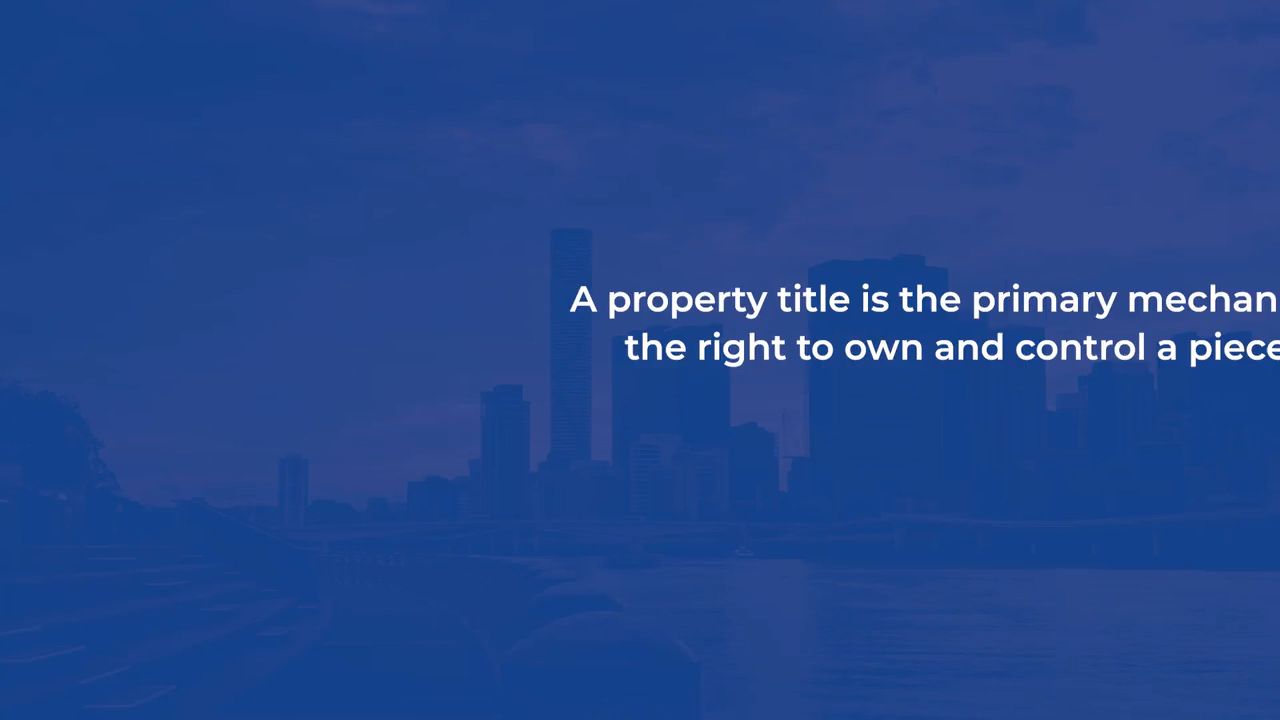 A property title is the primary mechan
the right to own and control a piece